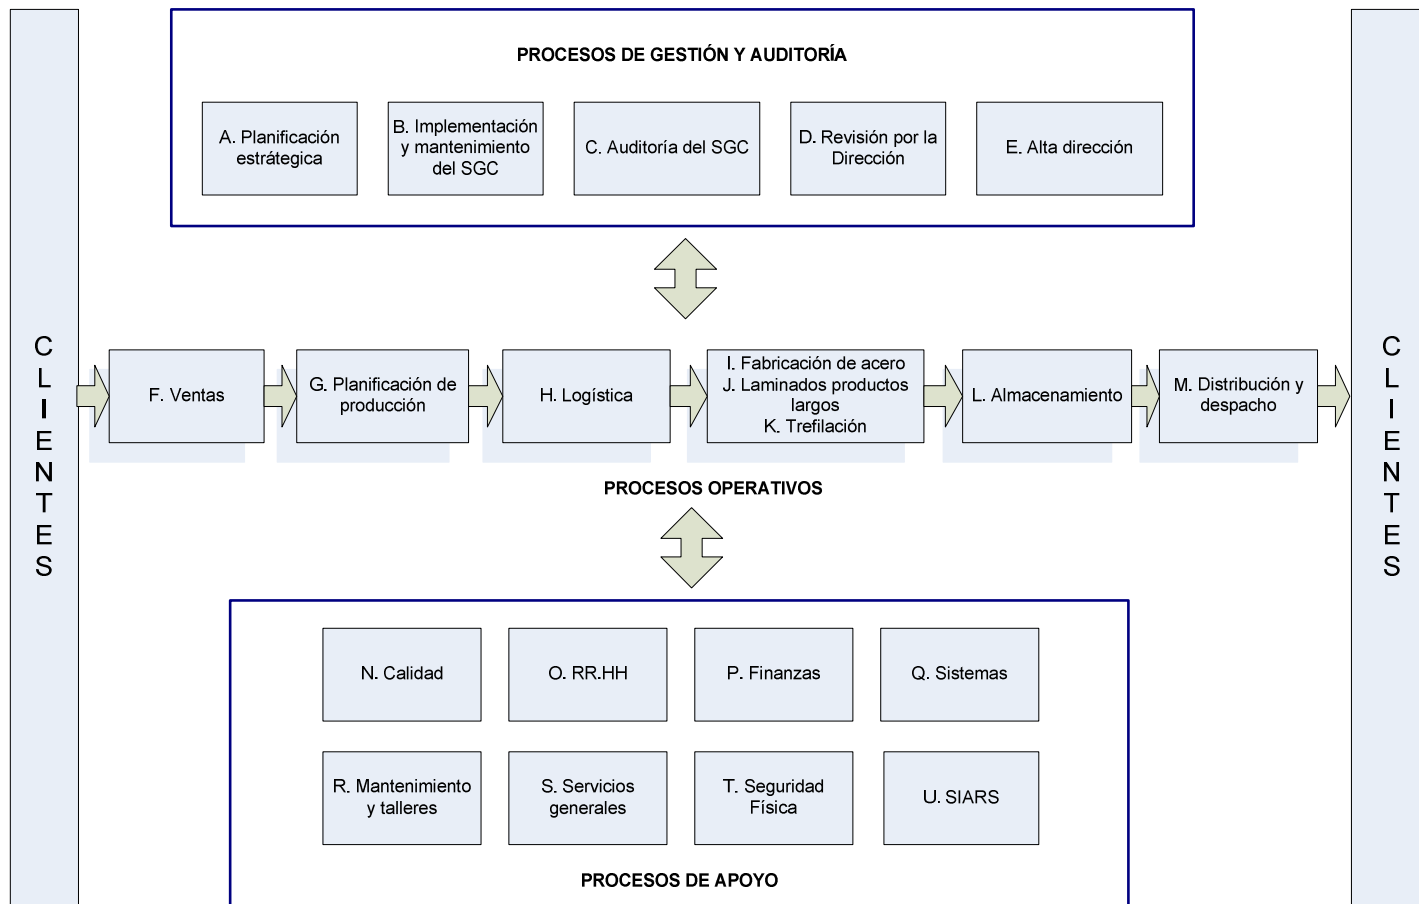 PROCESOS DE GESTIÓN Y AUDITORÍA
A. Planificación
estrátegica
B. Implementación
y mantenimiento
del SGC
C. Auditoría del SGC
D. Revisión por la
Dirección
E. Alta dirección
C
L
I
E
N
T
E
S
F. Ventas
G. Planificación de
producción
H. Logística
I. Fabricación de acero
J. Laminados productos
largos
K. Trefilación
L. Almacenamiento
M. Distribución y
despacho
C
L
I
E
N
T
E
S
PROCESOS OPERATIVOS
N. Calidad
O. RR.HH
P. Finanzas
Q. Sistemas
R. Mantenimiento
y talleres
S. Servicios
generales
T. Seguridad
Física
U. SIARS
PROCESOS DE APOYO